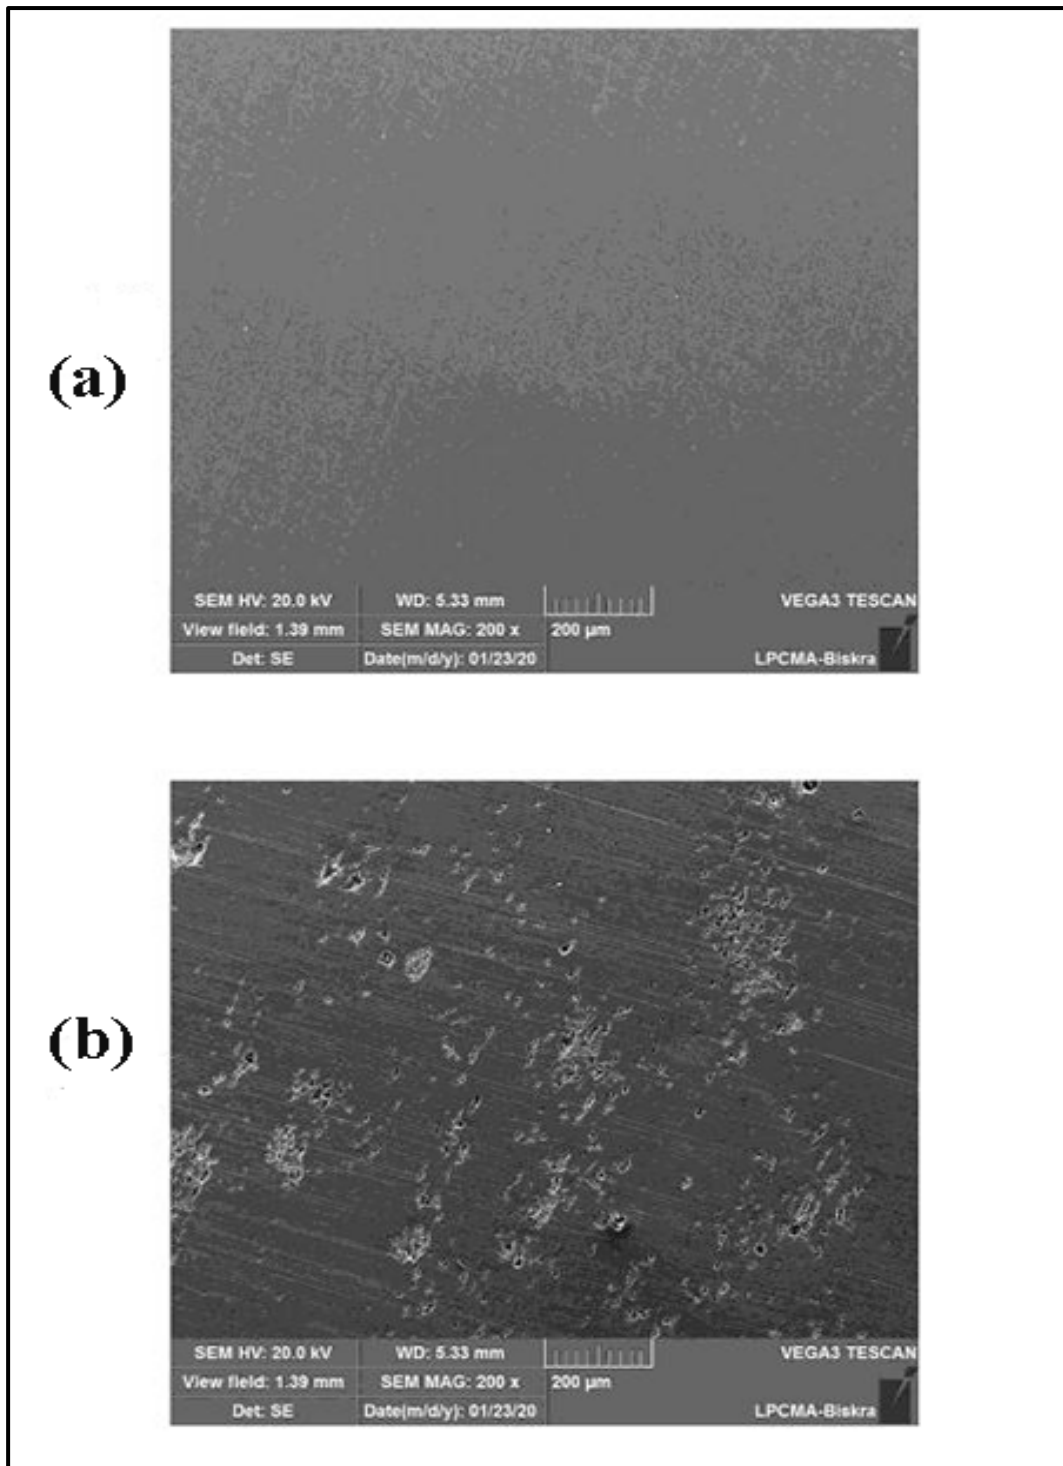 (a)
SEM HV: 20.0 kV WD: 5.33 mm VEGA3 TESCAN
View field: 1.39 mm SEM MAG: 200 x 200 µm
Det: SE Date(m/d/y): 01/23/20 LPCMA-Biskra
(b)
SEM HV: 20.0 kV WD: 5.33 mm VEGA3 TESCAN
View field: 1.39 mm SEM MAG: 200 x 200 µm
Det: SE Date(m/d/y): 01/23/20 LPCMA-Biskra